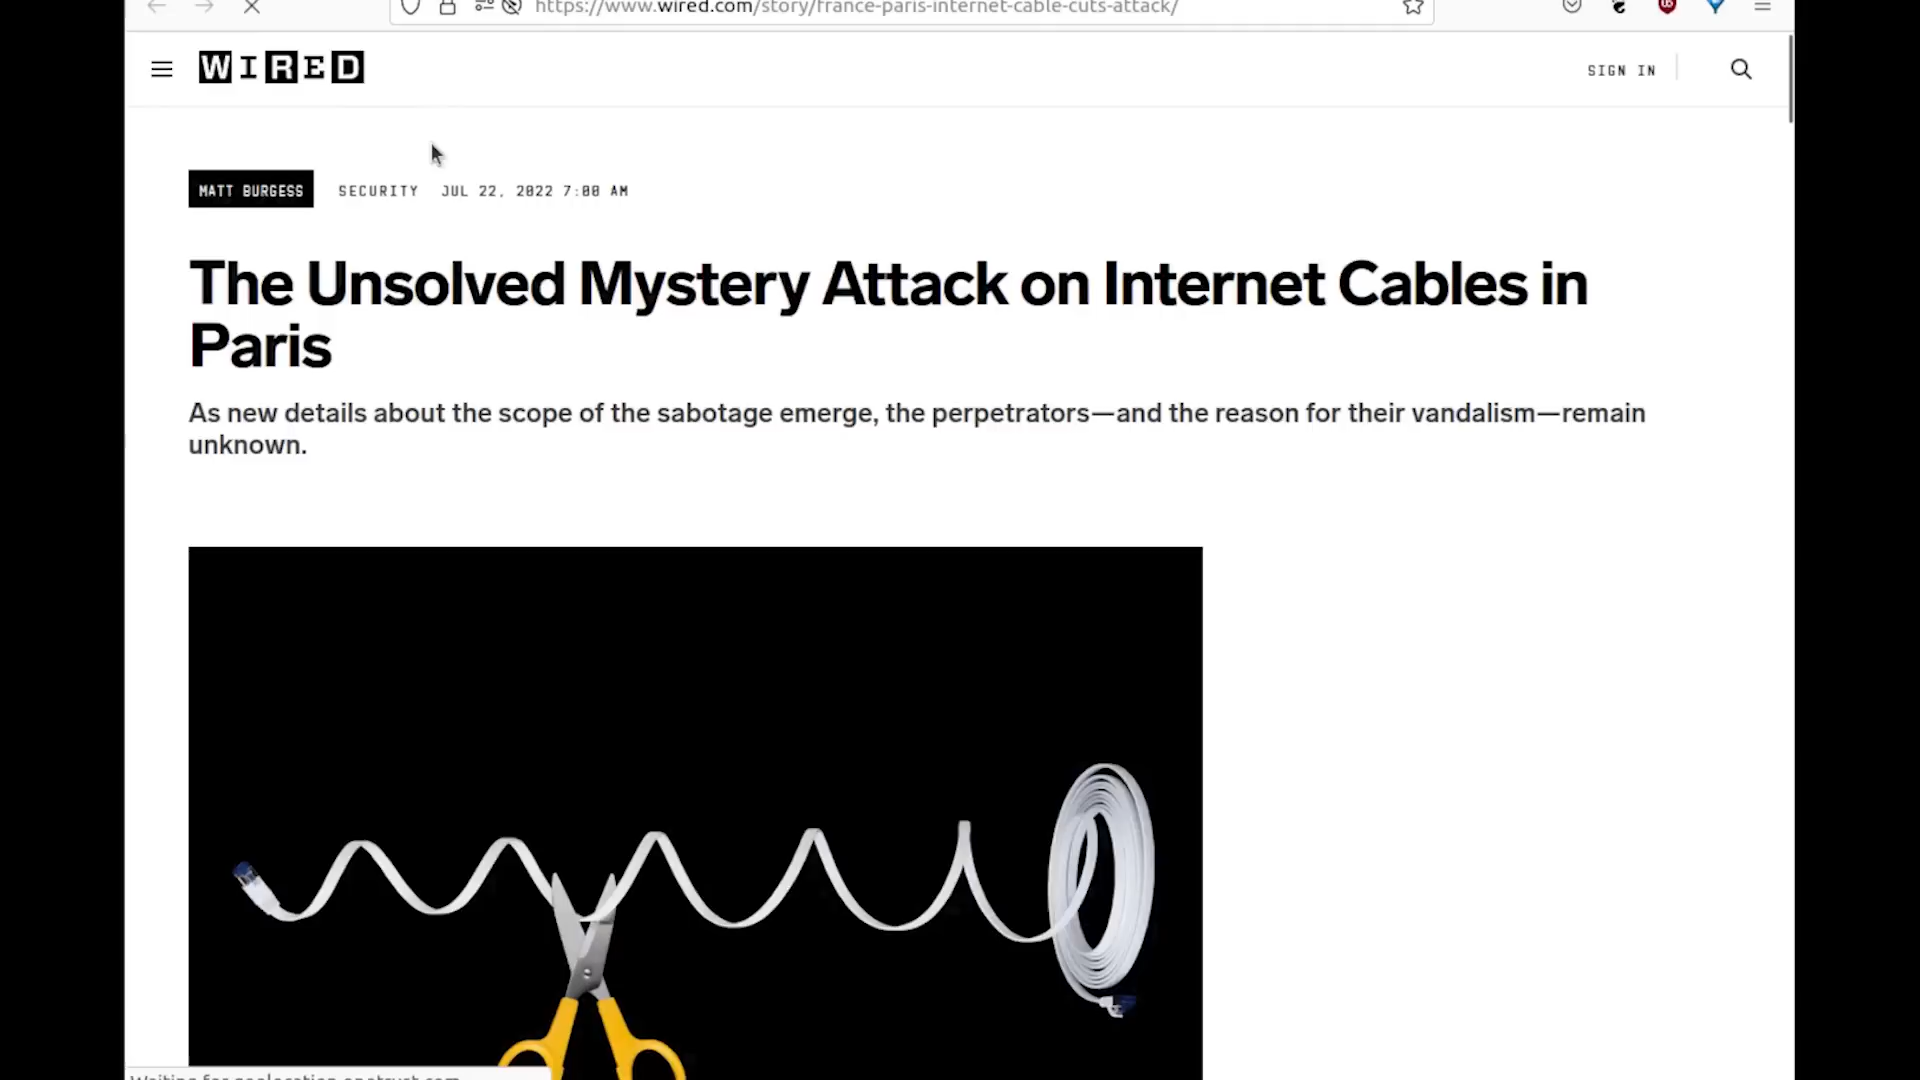 https://www.wired.com/story/france-paris-internet-cable-cuts-attack/
WIRED
SIGN IN
MATT BURGESS SECURITY JUL 22, 2022 7:00 AM
The Unsolved Mystery Attack on Internet Cables in
Paris
As new details about the scope of the sabotage emerge, the perpetrators—and the reason for their vandalism—remain
unknown.